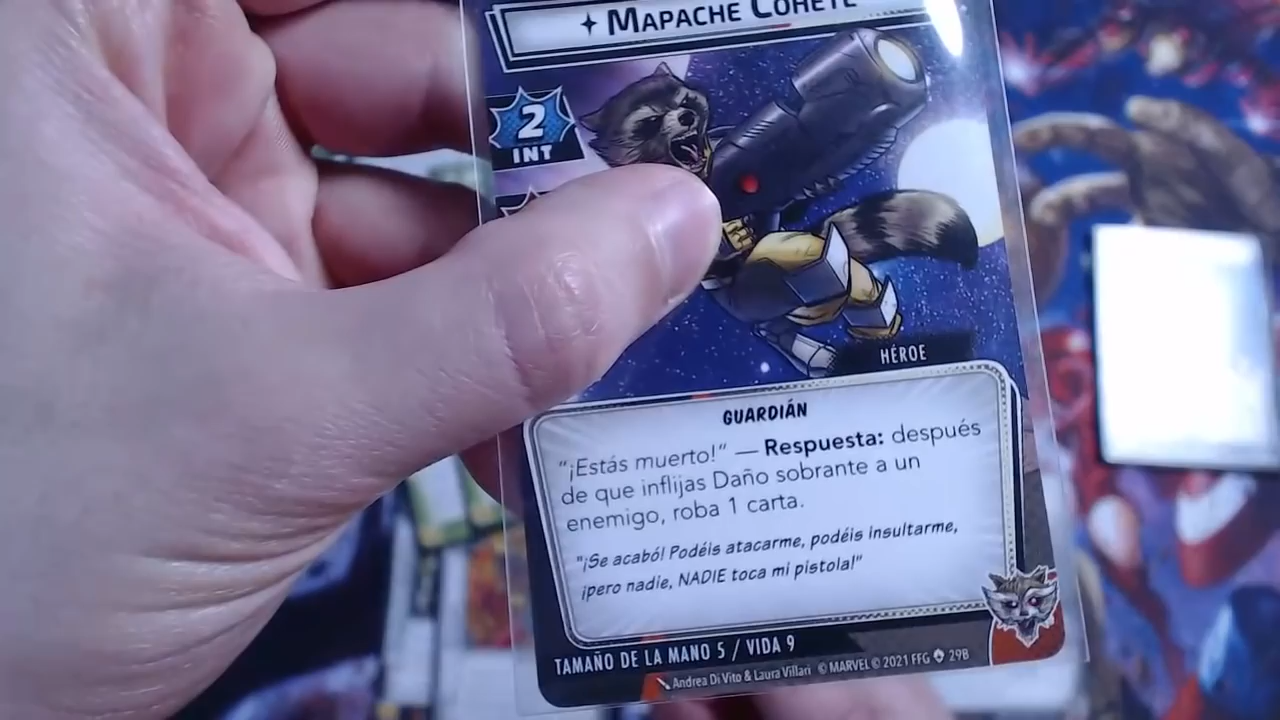 MAPACHE COHETE
2
INT
HÉROE
GUARDIÁN
"¡Estás muerto!" — Respuesta: después
de que inflijas Daño sobrante a un
enemigo, roba 1 carta.
"¡Se acabó! Podéis atacarme, podéis insultarme,
¡pero nadie, NADIE toca mi pistola!"
TAMAÑO DE LA MANO 5 / VIDA 9
Andrea Di Vito & Laura Villari © MARVEL © 2021 FFG 29B